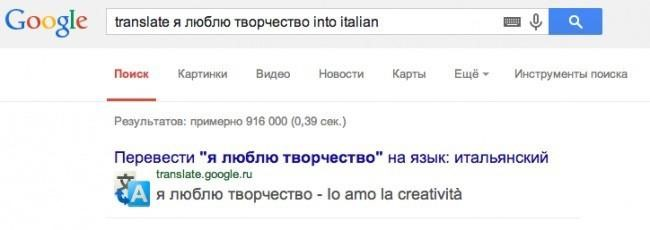 Google translate я люблю творчество into italian
Поиск Картинки Видео Новости Карты Ещё Инструменты поиска
Результатов: примерно 916 000 (0,39 сек.)
Перевести "я люблю творчество" на язык: итальянский
translate.google.ru
я люблю творчество - Io amo la creatività